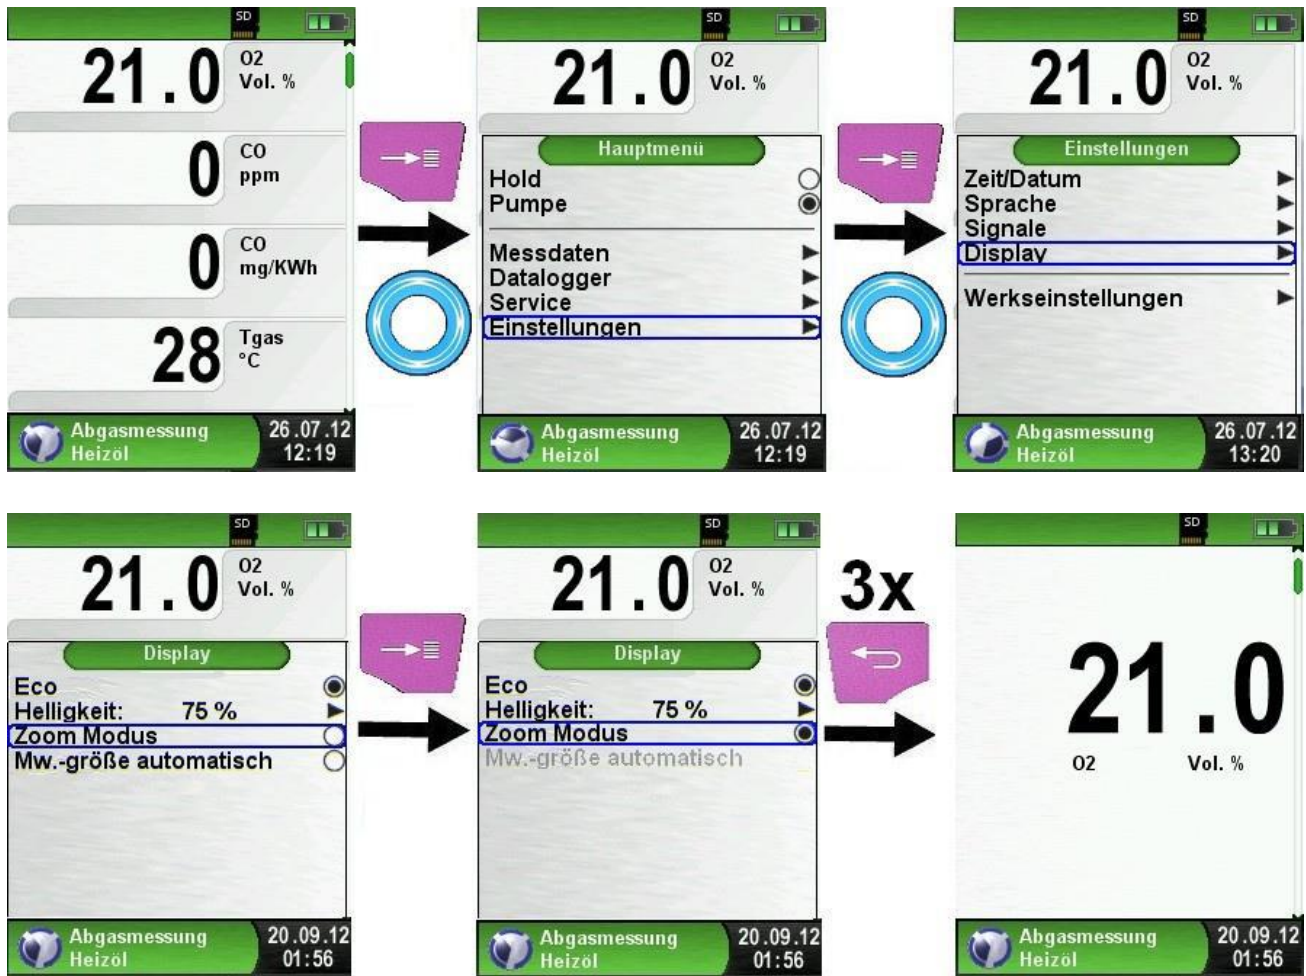 SD
21.0 O2
Vol. %
0 CO
ppm
0 CO
mg/KWh
28 Tgas
°C
Abgasmessung
Heizöl
26.07.12
12:19
SD
21.0 O2
Vol. %
Hauptmenü
Hold
Pumpe
Messdaten
Datalogger
Service
Einstellungen
Abgasmessung
Heizöl
26.07.12
12:19
SD
21.0 O2
Vol. %
Einstellungen
Zeit/Datum
Sprache
Signale
Display
Werkseinstellungen
Abgasmessung
Heizöl
26.07.12
13:20
SD
21.0 O2
Vol. %
Display
Eco
Helligkeit: 75 %
Zoom Modus
Mw.-größe automatisch
Abgasmessung
Heizöl
20.09.12
01:56
SD
21.0 O2
Vol. %
Display
Eco
Helligkeit: 75 %
Zoom Modus
Mw.-größe automatisch
Abgasmessung
Heizöl
20.09.12
01:56
3x
SD
21.0
O2 Vol. %
Abgasmessung
Heizöl
20.09.12
01:56